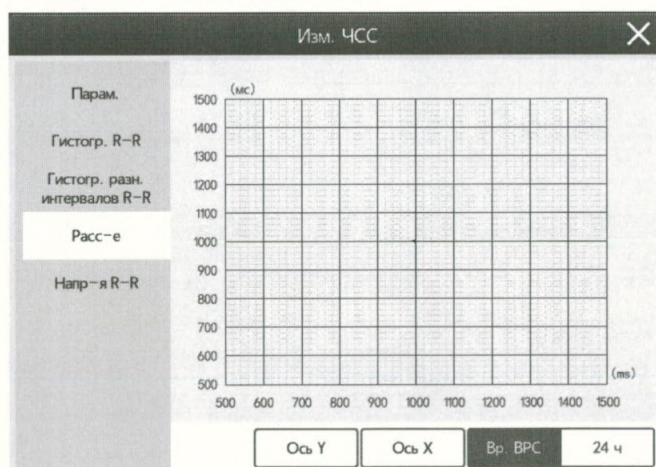 Изм. ЧСС
Парам.
Гистогр. R-R
Гистогр. разн.
интервалов R-R
Расс-е
Напр-я R-R
(мс)
1500
1400
1300
1200
1100
1000
900
800
700
600
500
500 600 700 800 900 1000 1100 1200 1300 1400 1500
(ms)
Ось Y
Ось X
Вр. ВРС
24 ч